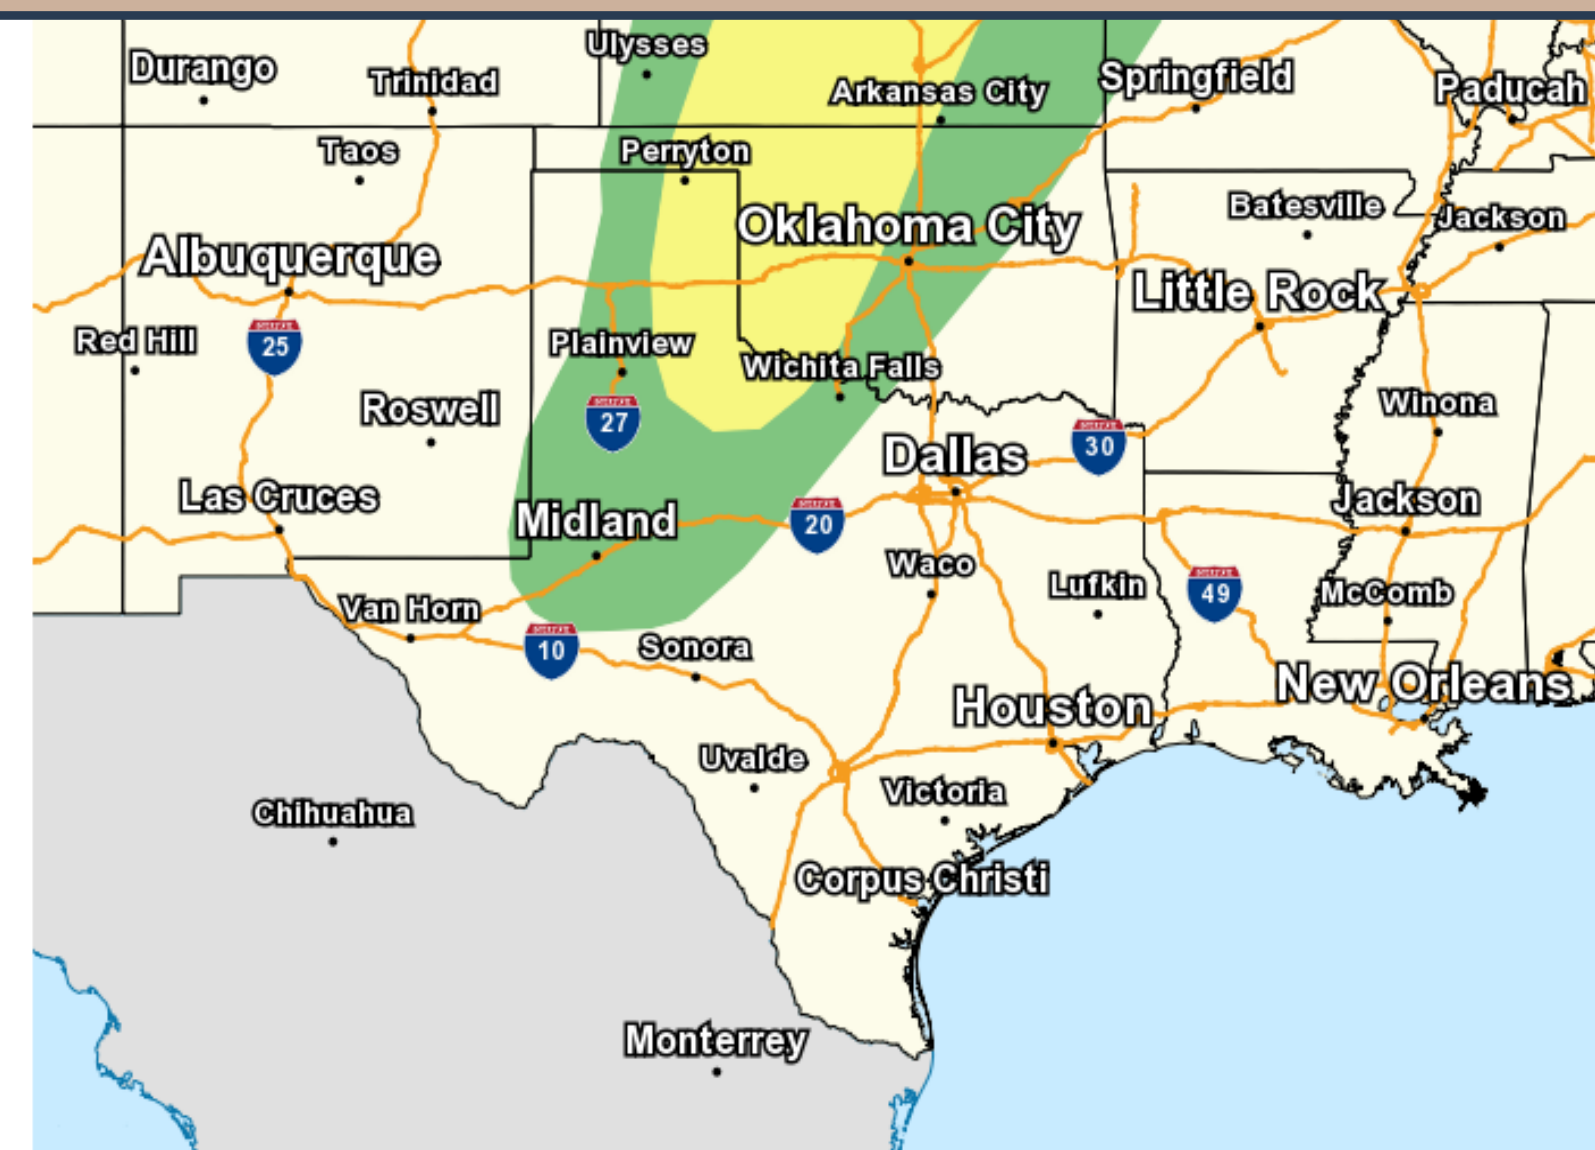 Ulysses
Durango
Trinidad
Arkansas City
Springfield
Paducah
Taos
Perryton
Batesville
Jackson
Oklahoma City
Albuquerque
Little Rock
Red Hill
25
Plainview
Wichita Falls
Roswell
27
Winona
Dallas
30
Las Cruces
Midland
20
Jackson
Waco
Lufkin
49
McComb
Van Horn
10
Sonora
New Orleans
Houston
Uvalde
Victoria
Chihuahua
Corpus Christi
Monterrey